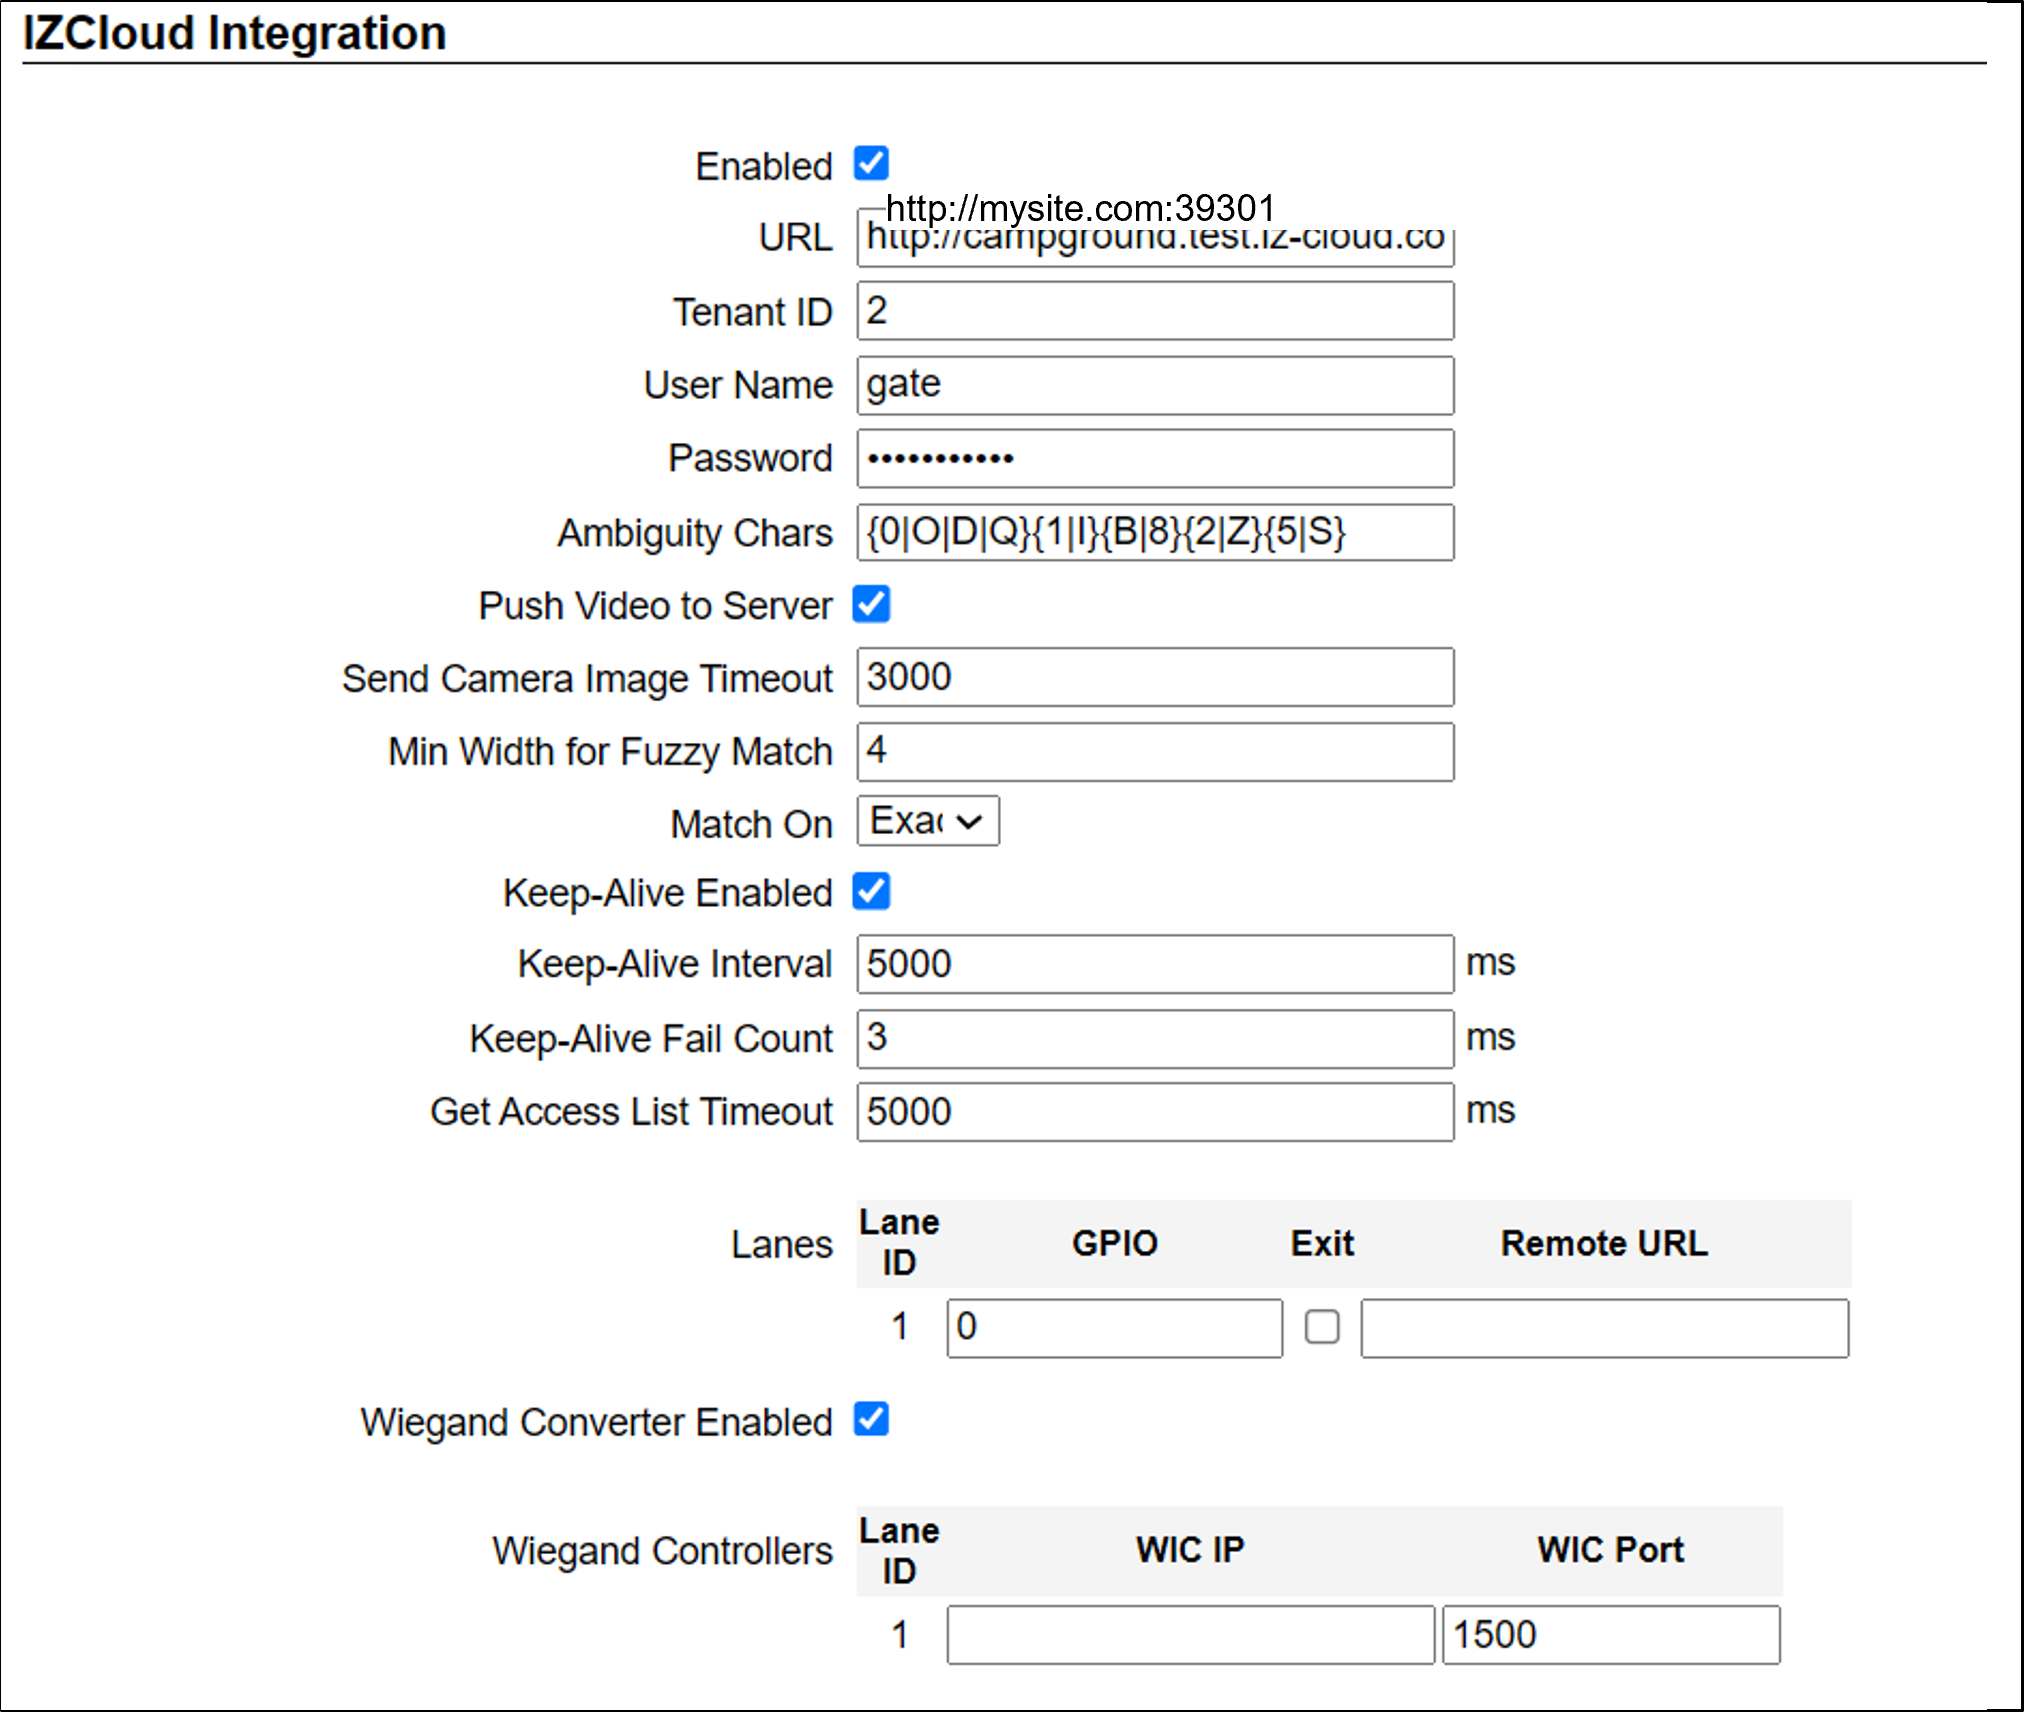 IZCloud Integration
Enabled
http://mysite.com:39301
URL http://campground.test.iz-cloud.co
Tenant ID 2
User Name gate
Password •••••••••••
Ambiguity Chars {0|O|D|Q}{1|I}{B|8}{2|Z}{5|S}
Push Video to Server
Send Camera Image Timeout 3000
Min Width for Fuzzy Match 4
Match On Exac
Keep-Alive Enabled
Keep-Alive Interval 5000 ms
Keep-Alive Fail Count 3 ms
Get Access List Timeout 5000 ms
Lanes Lane ID GPIO Exit Remote URL
1 0
Wiegand Converter Enabled
Wiegand Controllers Lane ID WIC IP WIC Port
1 1500